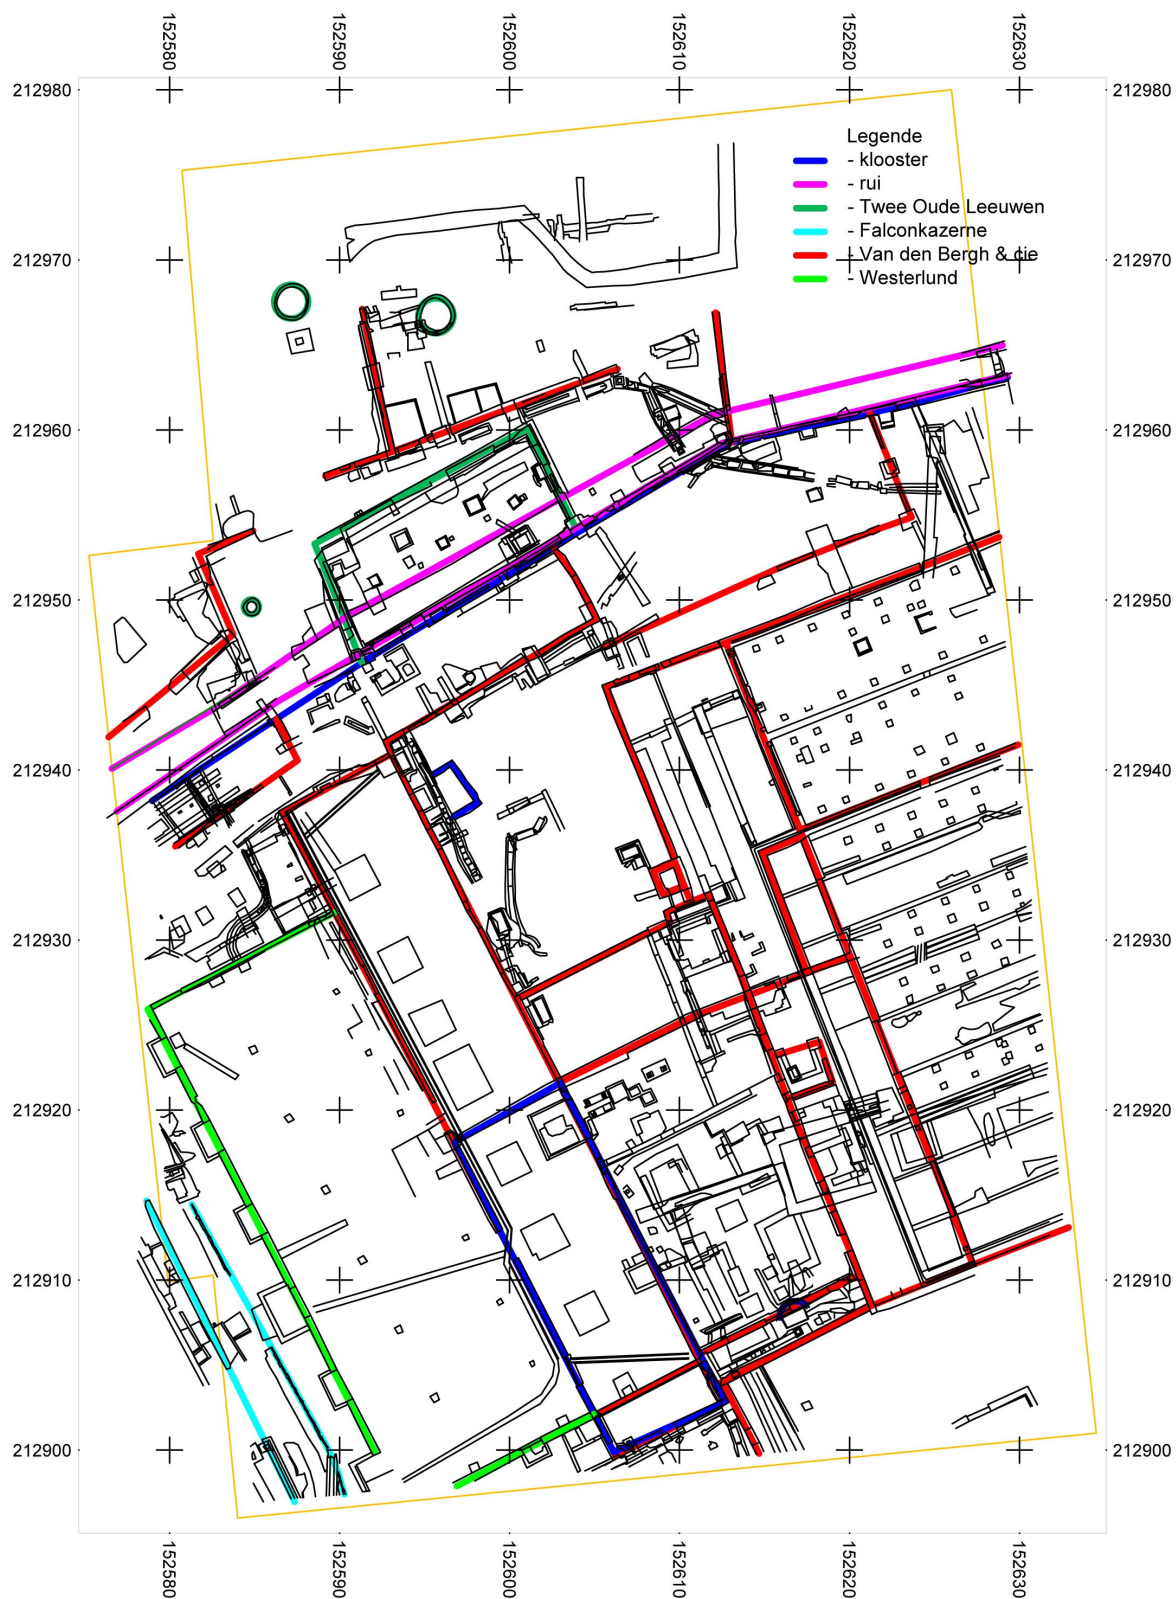 152580 152590 152600 152610 152620 152630
212980 212980
Legende
- klooster
- rui
- Twee Oude Leeuwen
- Falconkazerne
- Van den Bergh & cie
- Westerlund
212970 212970
212960 212960
212950 212950
212940 212940
212930 212930
212920 212920
212910 212910
212900 212900
152580 152590 152600 152610 152620 152630